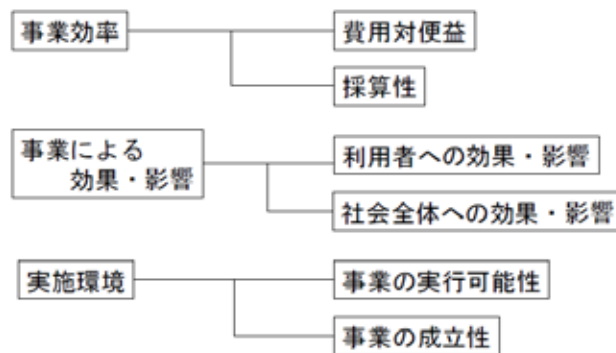 事業効率
費用対便益
採算性
事業による
効果・影響
利用者への効果・影響
社会全体への効果・影響
実施環境
事業の実行可能性
事業の成立性